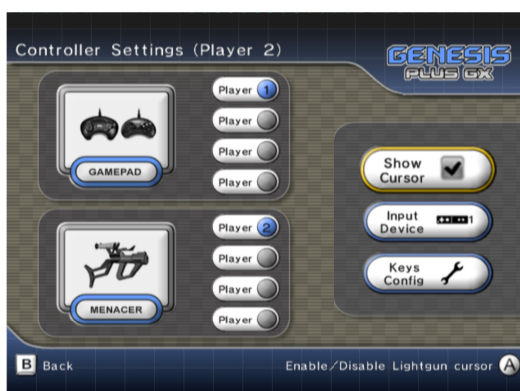 Controller Settings (Player 2)
GENESIS
PLUS GX
Player 1
Player
Player
Player
GAMEPAD
Show
Cursor
Input
Device 1
Keys
Config
Player 2
Player
Player
Player
MENACER
B Back
Enable/Disable Lightgun cursor A